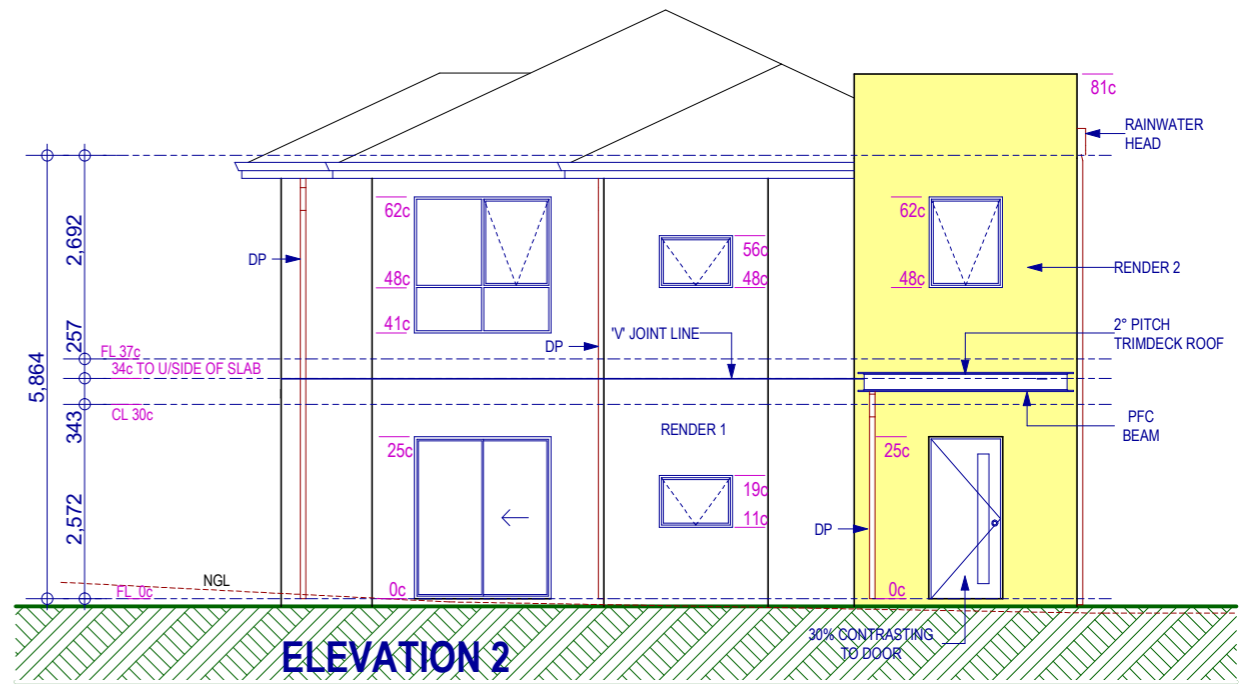 81c
RAINWATER
HEAD
62c
62c
2,692
56c
DP
RENDER 2
48c
48c
48c
41c
2° PITCH
TRIMDECK ROOF
'V' JOINT LINE
257
DP
FL 37c
34c TO U/SIDE OF SLAB
5,864
CL 30c
343
PFC
BEAM
RENDER 1
25c
25c
19c
11c
2,572
DP
NGL
FL 0c
0c
0c
30% CONTRASTING
TO DOOR
ELEVATION 2